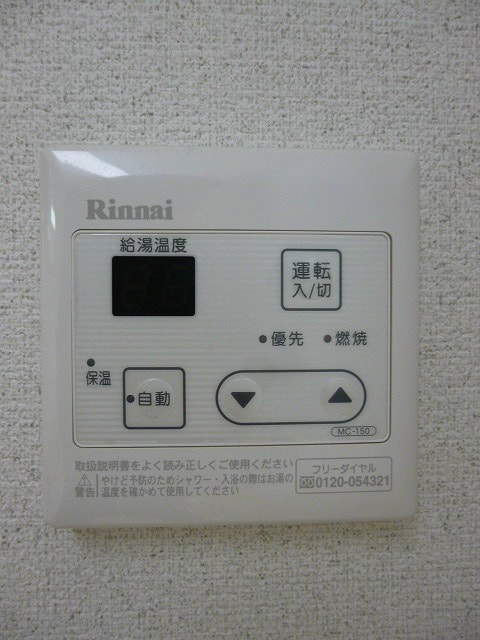 Rinnai
給湯温度
運転
入/切
優先
燃焼
保温
自動
MC-150
取扱説明書をよく読み正しくご使用ください
警告
やけど予防のためシャワー・入浴の際はお湯の
温度を確かめて使用してください
フリーダイヤル
0120-054321